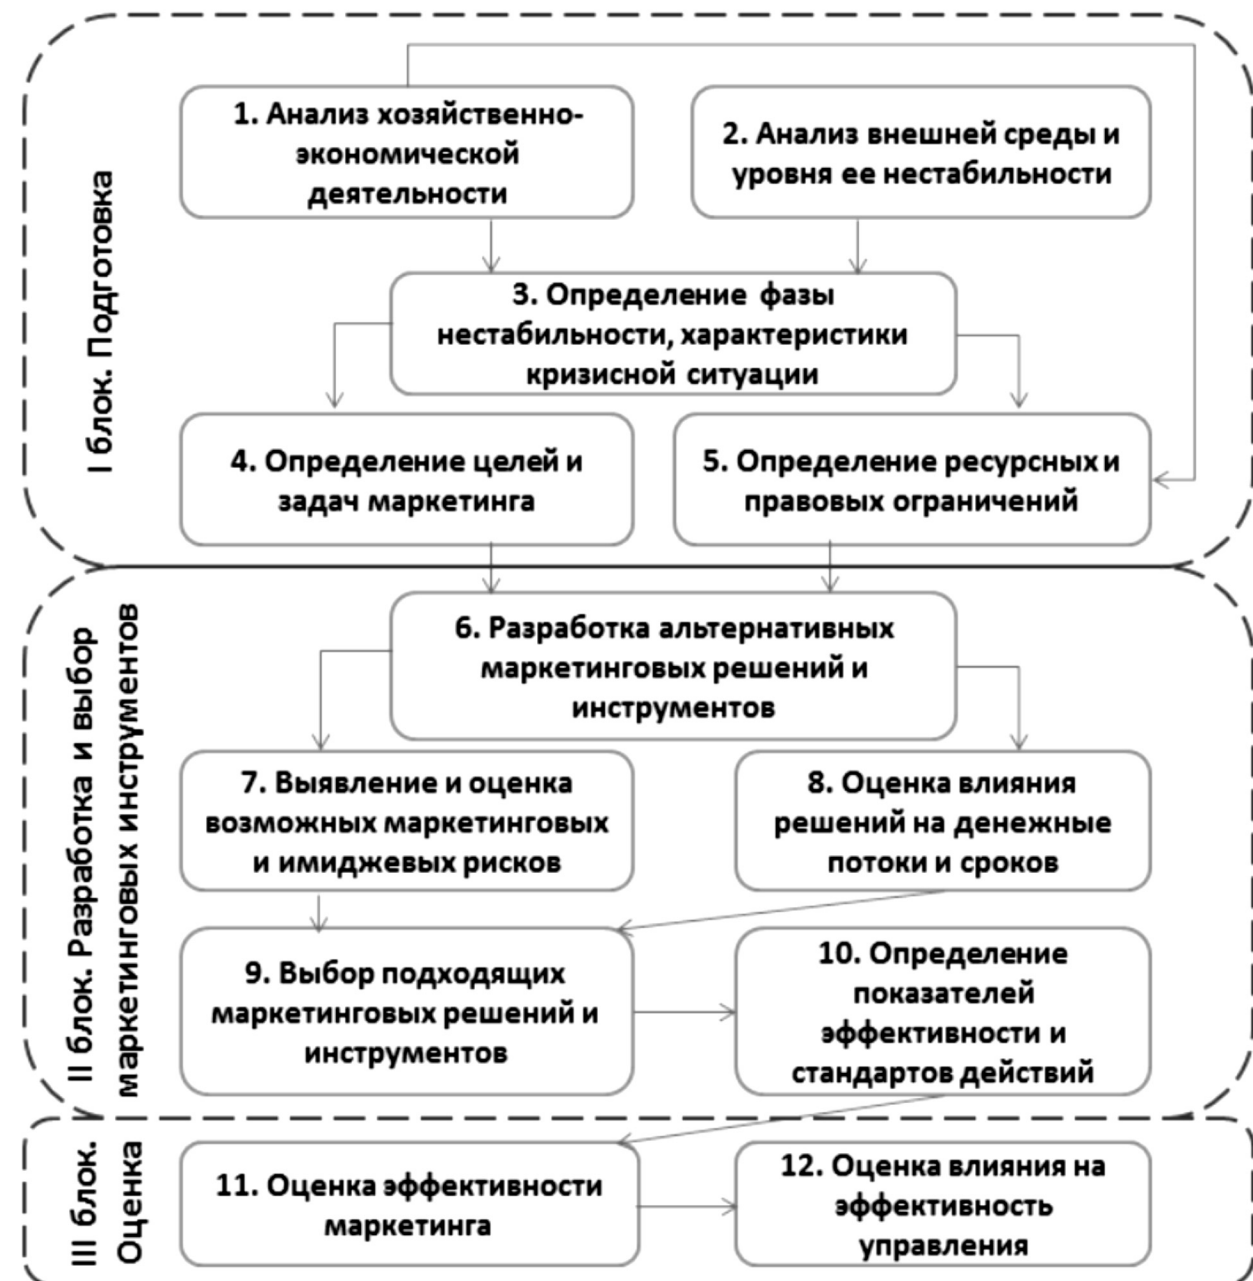 I блок. Подготовка
1. Анализ хозяйственно-
экономической
деятельности
2. Анализ внешней среды и
уровня ее нестабильности
3. Определение фазы
нестабильности, характеристики
кризисной ситуации
4. Определение целей и
задач маркетинга
5. Определение ресурсных и
правовых ограничений
II блок. Разработка и выбор
маркетинговых инструментов
6. Разработка альтернативных
маркетинговых решений и
инструментов
7. Выявление и оценка
возможных маркетинговых
и имиджевых рисков
8. Оценка влияния
решений на денежные
потоки и сроков
9. Выбор подходящих
маркетинговых решений и
инструментов
10. Определение
показателей
эффективности и
стандартов действий
III блок.
Оценка
11. Оценка эффективности
маркетинга
12. Оценка влияния на
эффективность
управления